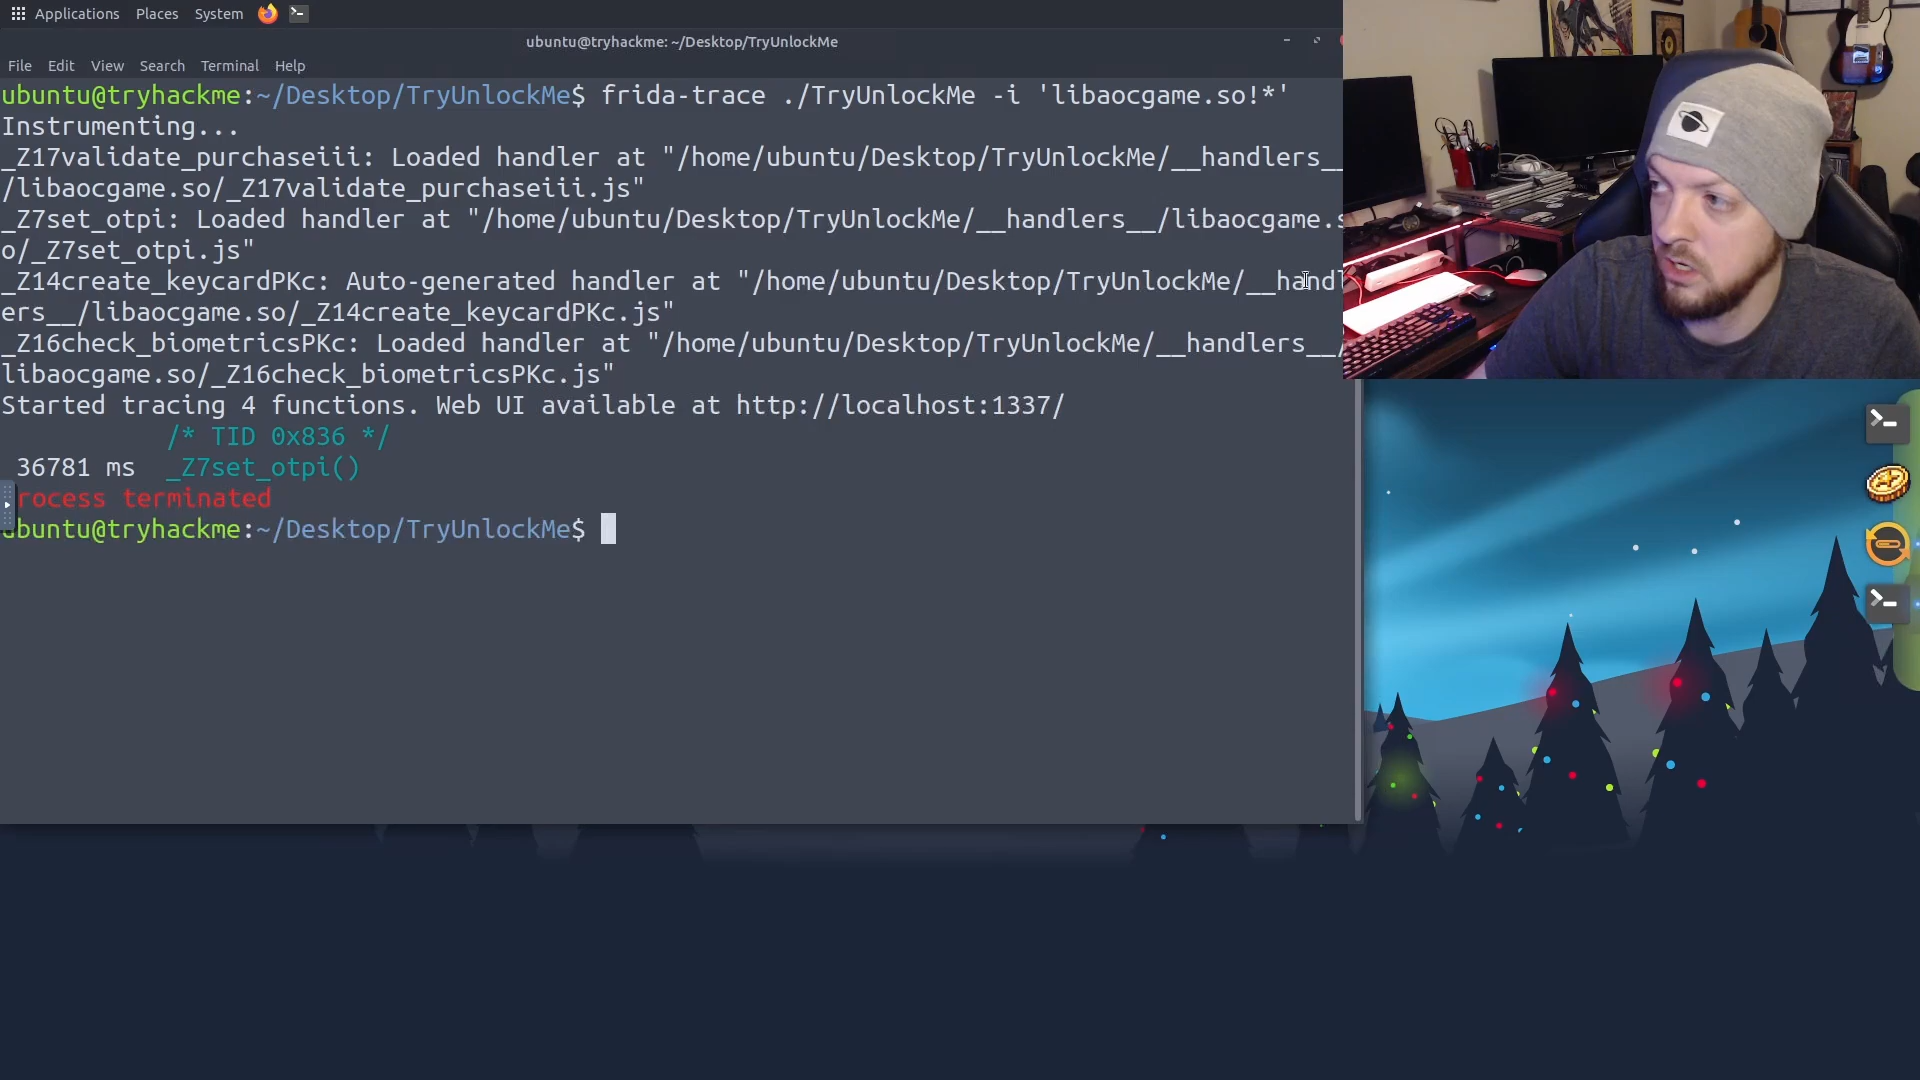 Applications Places System
ubuntu@tryhackme: ~/Desktop/TryUnlockMe
File Edit View Search Terminal Help
ubuntu@tryhackme:~/Desktop/TryUnlockMe$ frida-trace ./TryUnlockMe -i 'libaocgame.so!*'
Instrumenting...
_Z17validate_purchaseiii: Loaded handler at "/home/ubuntu/Desktop/TryUnlockMe/__handlers__
/libaocgame.so/_Z17validate_purchaseiii.js"
_Z7set_otpi: Loaded handler at "/home/ubuntu/Desktop/TryUnlockMe/__handlers__/libaocgame.s
o/_Z7set_otpi.js"
_Z14create_keycardPKc: Auto-generated handler at "/home/ubuntu/Desktop/TryUnlockMe/__handl
ers__/libaocgame.so/_Z14create_keycardPKc.js"
_Z16check_biometricsPKc: Loaded handler at "/home/ubuntu/Desktop/TryUnlockMe/__handlers__/
libaocgame.so/_Z16check_biometricsPKc.js"
Started tracing 4 functions. Web UI available at http://localhost:1337/
/* TID 0x836 */
36781 ms _Z7set_otpi()
rocess terminated
ubuntu@tryhackme:~/Desktop/TryUnlockMe$